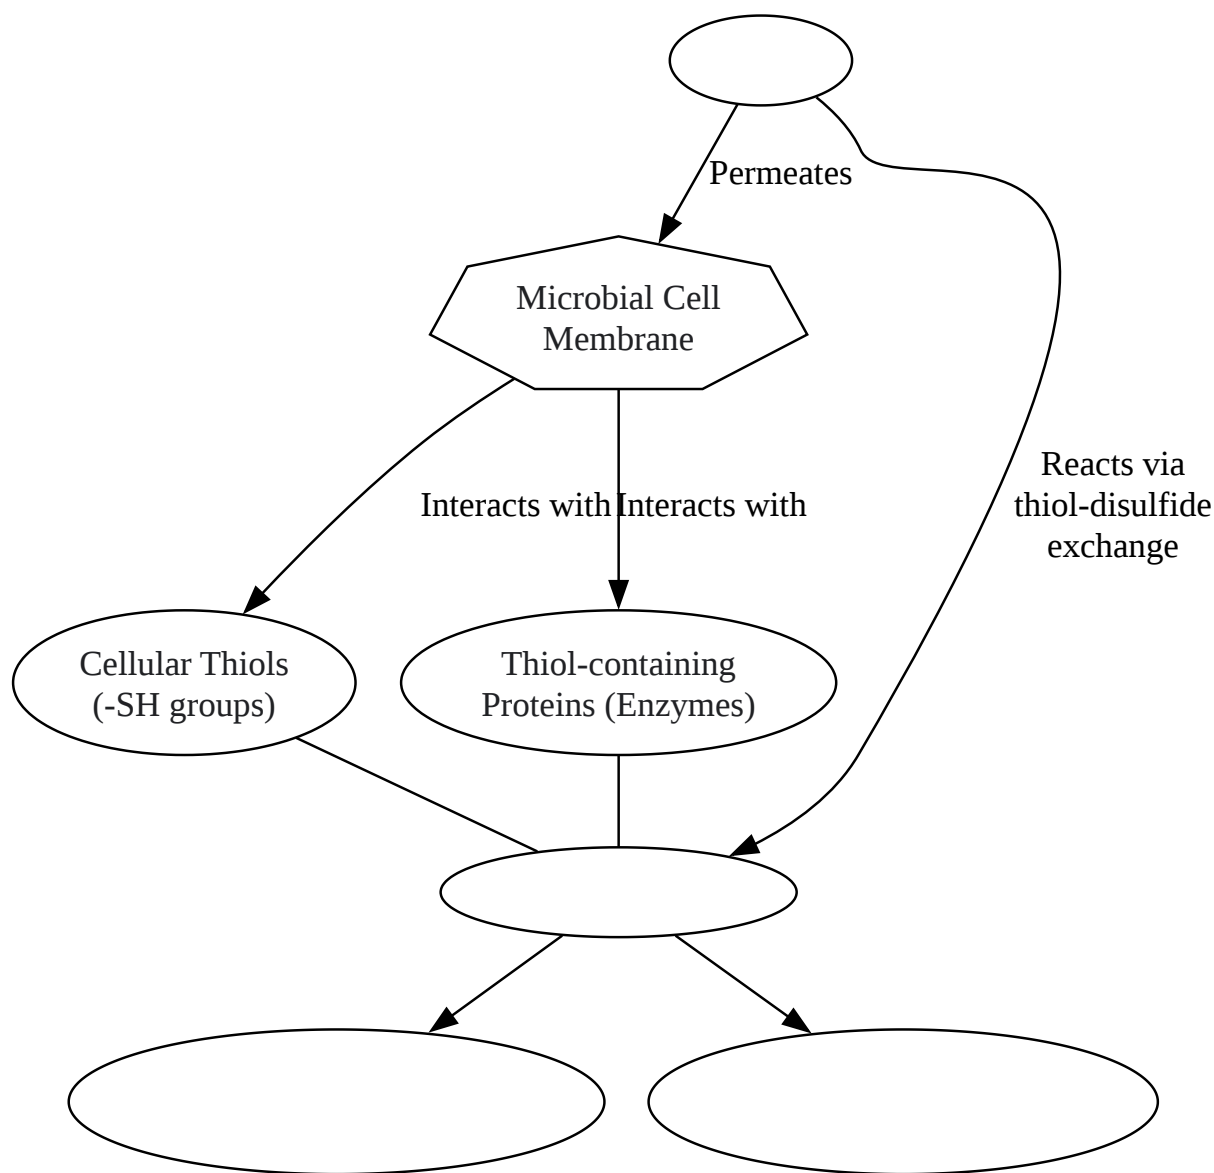 Permeates
Microbial Cell
Membrane
Reacts via
thiol-disulfide
exchange
Interacts with
Interacts with
Cellular Thiols
(-SH groups)
Thiol-containing
Proteins (Enzymes)